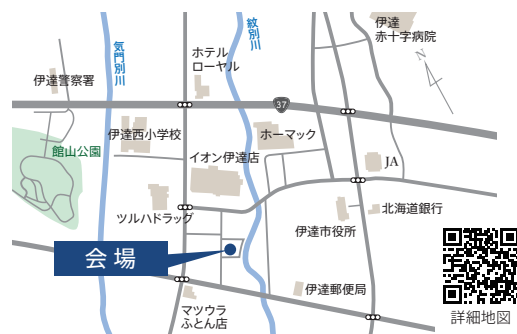 伊達
赤十字病院
N
紋別川
気門別川
ホテル
ローヤル
伊達警察署
37
伊達西小学校
ホーマック
館山公園
イオン伊達店
JA
ツルハドラッグ
北海道銀行
伊達市役所
会場
伊達郵便局
マツウラ
ふとん店
詳細地図